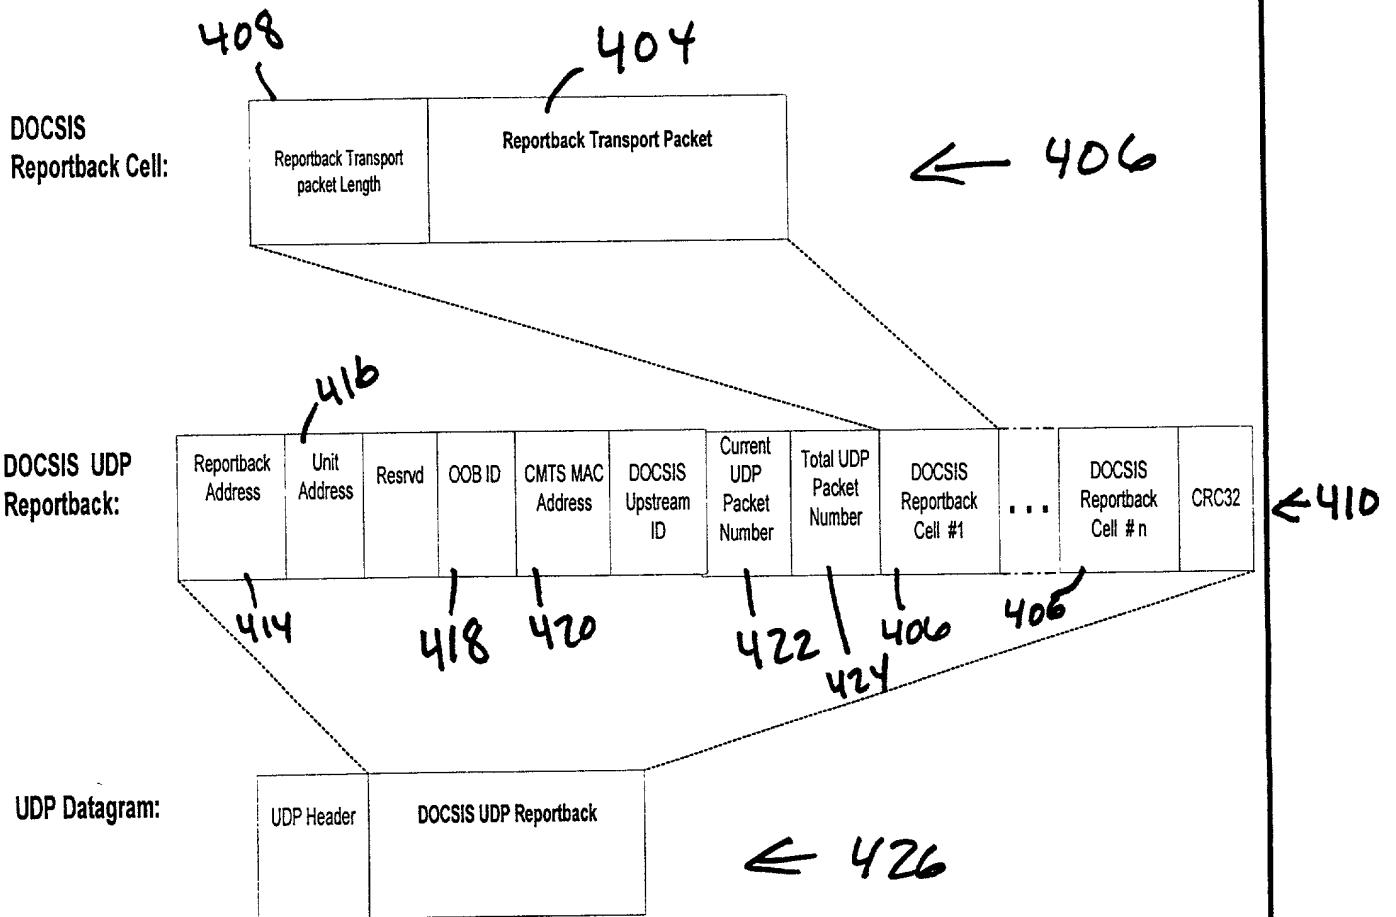 408
404
DOCSIS
Reportback Cell:
Reportback Transport
packet Length
Reportback Transport Packet
406
416
DOCSIS UDP
Reportback:
Reportback
Address
Unit
Address
Resrvd
OOB ID
CMTS MAC
Address
DOCSIS
Upstream
ID
Current
UDP
Packet
Number
Total UDP
Packet
Number
DOCSIS
Reportback
Cell #1
...
DOCSIS
Reportback
Cell # n
CRC32
410
414
418
420
422
424
406
406
UDP Datagram:
UDP Header
DOCSIS UDP Reportback
426